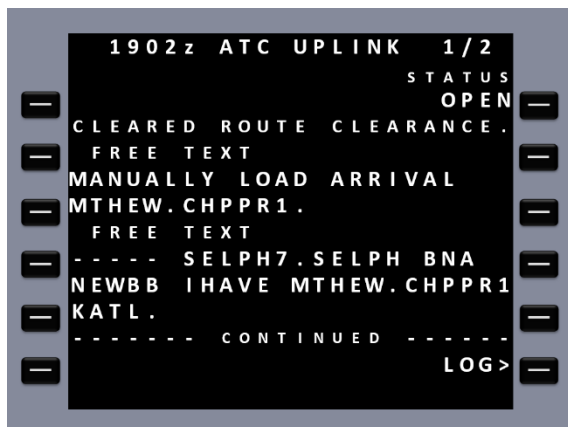 1902z ATC UPLINK 1/2
STATUS
OPEN
CLEARED ROUTE CLEARANCE.
FREE TEXT
MANUALLY LOAD ARRIVAL
MTHEW.CHPPR1.
FREE TEXT
----- SELPH7.SELPH BNA
NEWBB IHAVE MTHEW.CHPPR1
KATL.
------- CONTINUED ------
LOG>